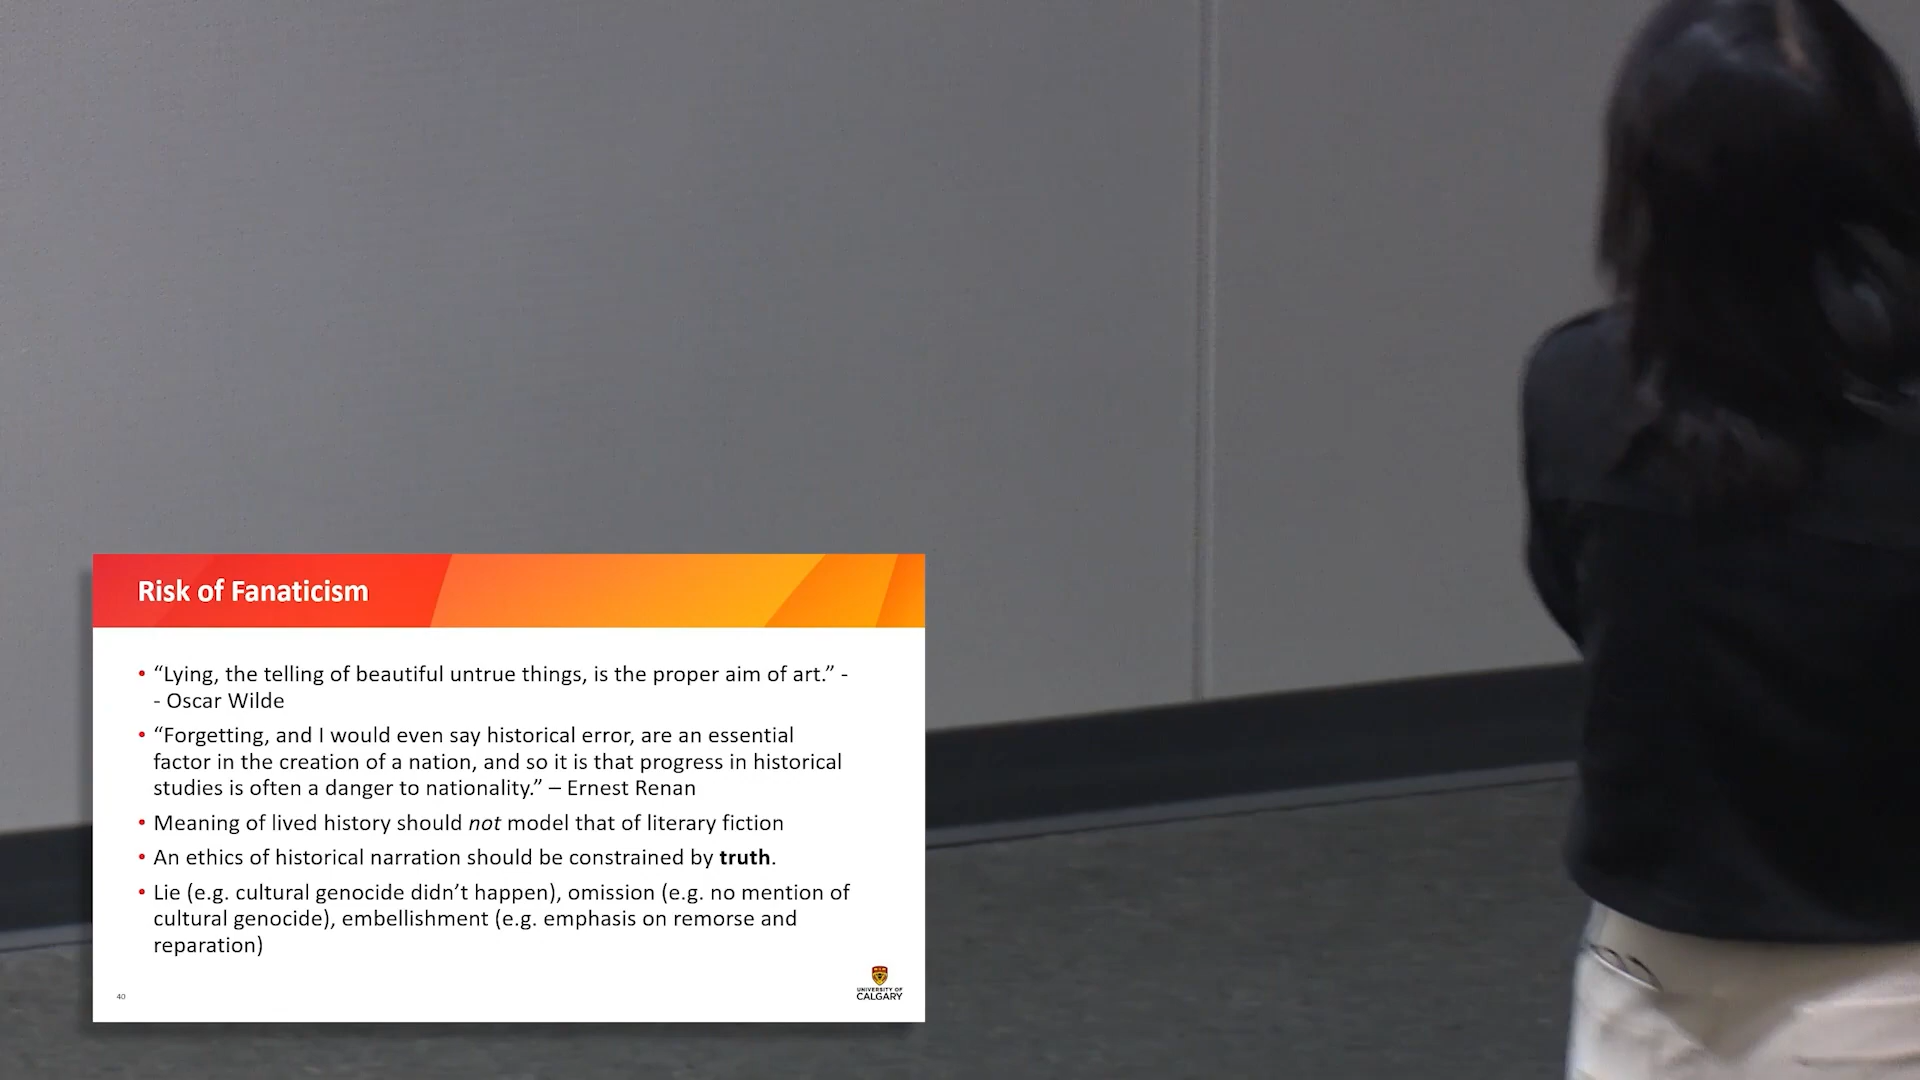 Risk of Fanaticism
• “Lying, the telling of beautiful untrue things, is the proper aim of art.” -
- Oscar Wilde
• “Forgetting, and I would even say historical error, are an essential
factor in the creation of a nation, and so it is that progress in historical
studies is often a danger to nationality.” – Ernest Renan
• Meaning of lived history should not model that of literary fiction
• An ethics of historical narration should be constrained by truth.
• Lie (e.g. cultural genocide didn’t happen), omission (e.g. no mention of
cultural genocide), embellishment (e.g. emphasis on remorse and
reparation)
40
UNIVERSITY OF
CALGARY